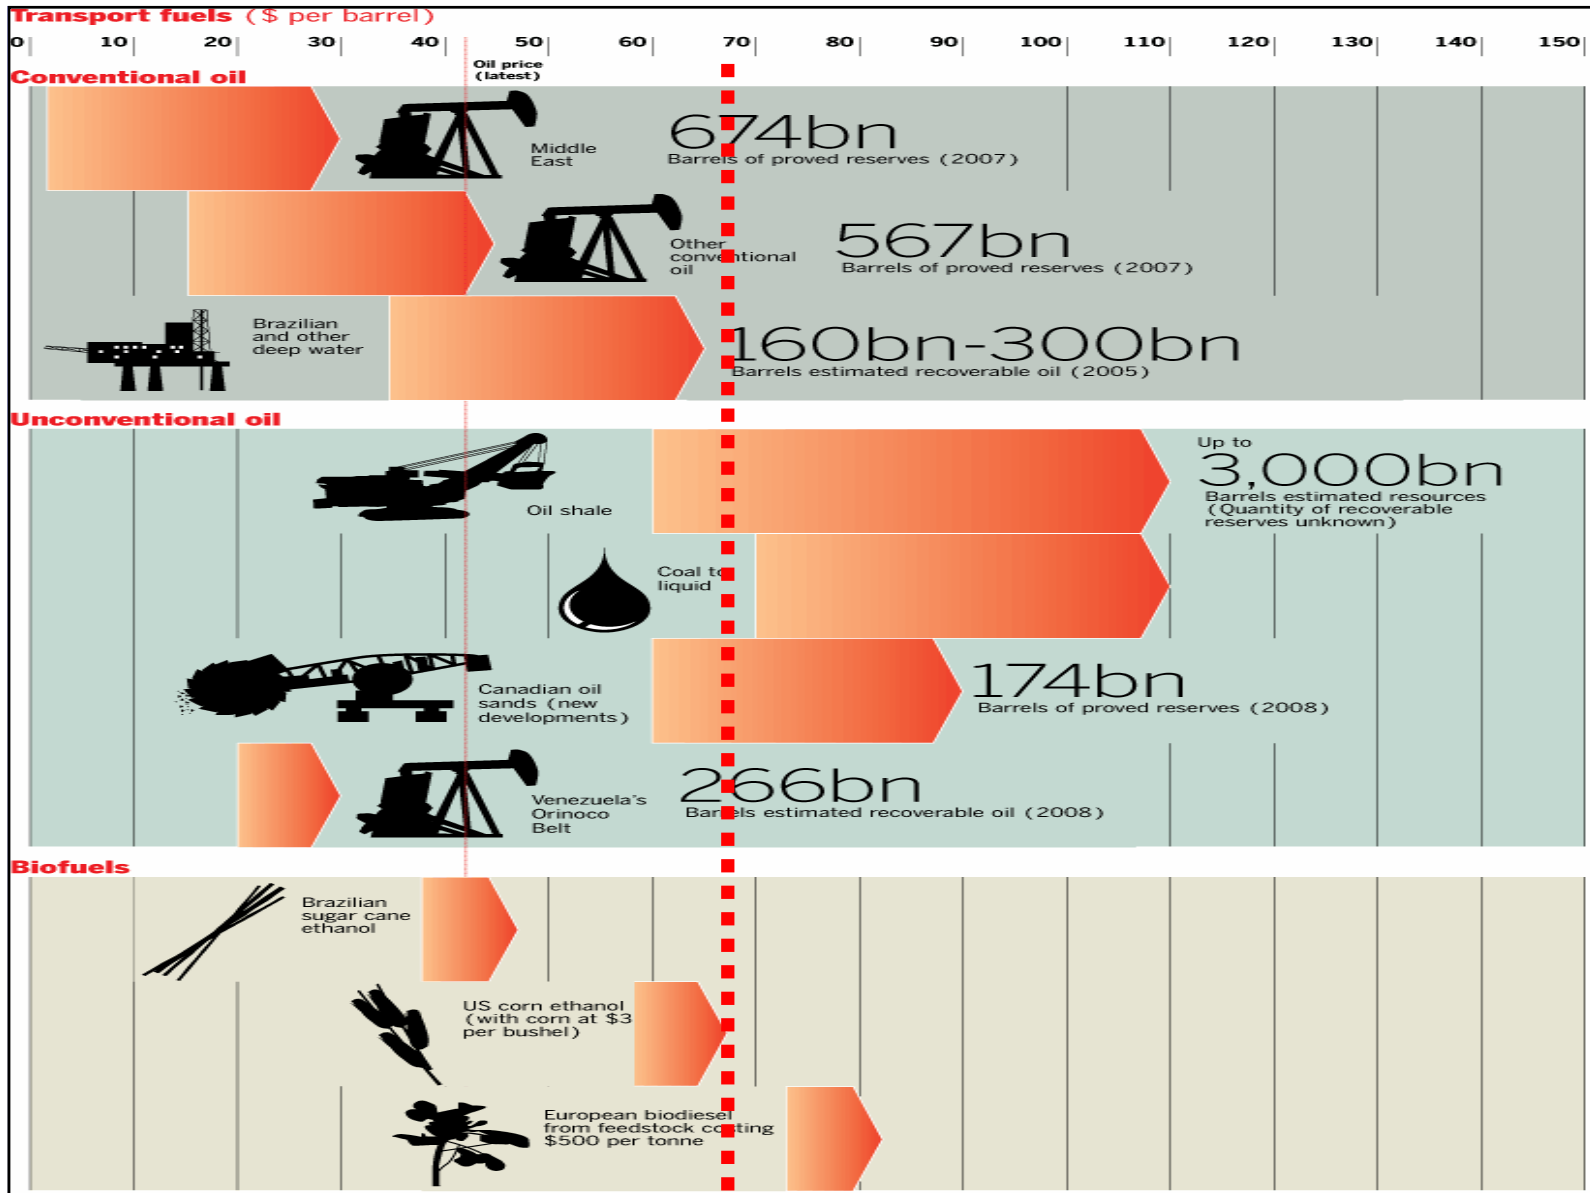 Transport fuels ($ per barrel)
0 10 20 30 40 50 60 70 80 90 100 110 120 130 140 150
Oil price
(latest)
Conventional oil
Middle
East
674bn
Barrels of proved reserves (2007)
Other
conventional
oil
567bn
Barrels of proved reserves (2007)
Brazilian
and other
deep water
160bn-300bn
Barrels estimated recoverable oil (2005)
Unconventional oil
Oil shale
Up to
3,000bn
Barrels estimated resources
(Quantity of recoverable
reserves unknown)
Coal to
liquid
Canadian oil
sands (new
developments)
174bn
Barrels of proved reserves (2008)
Venezuela's
Orinoco
Belt
266bn
Barrels estimated recoverable oil (2008)
Biofuels
Brazilian
sugar cane
ethanol
US corn ethanol
(with corn at $3
per bushel)
European biodiesel
from feedstock costing
$500 per tonne